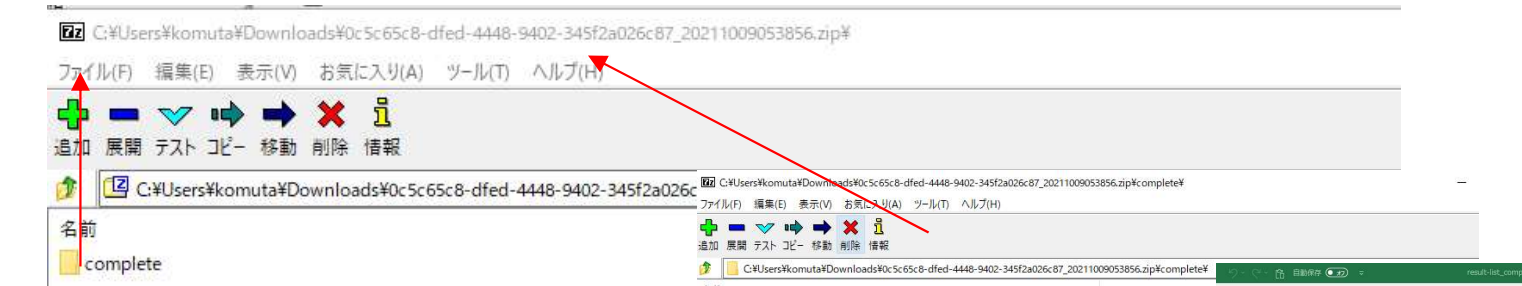 C:¥Users¥komuta¥Downloads¥0c5c65c8-dfed-4448-9402-345f2a026c87_20211009053856.zip¥
ファイル(F) 編集(E) 表示(V) お気に入り(A) ツール(T) ヘルプ(H)
追加 展開 テスト コピー 移動 削除 情報
C:¥Users¥komuta¥Downloads¥0c5c65c8-dfed-4448-9402-345f2a026c
名前
complete
C:¥Users¥komuta¥Downloads¥0c5c65c8-dfed-4448-9402-345f2a026c87_20211009053856.zip¥complete¥
ファイル(F) 編集(E) 表示(V) お気に入り(A) ツール(T) ヘルプ(H)
追加 展開 テスト コピー 移動 削除 情報
C:¥Users¥komuta¥Downloads¥0c5c65c8-dfed-4448-9402-345f2a026c87_20211009053856.zip¥complete¥
自動保存 result-list_comp